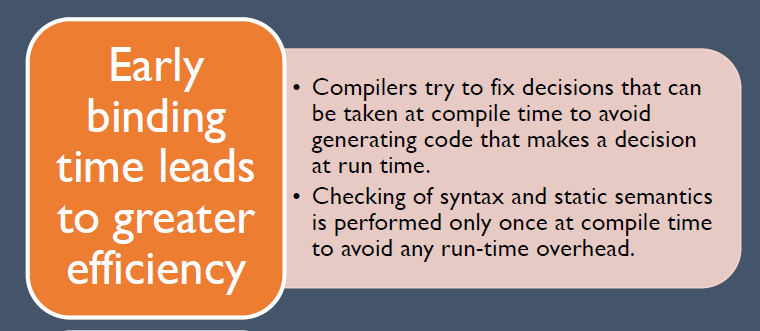 Early
binding
time leads
to greater
efficiency
• Compilers try to fix decisions that can
be taken at compile time to avoid
generating code that makes a decision
at run time.
• Checking of syntax and static semantics
is performed only once at compile time
to avoid any run-time overhead.